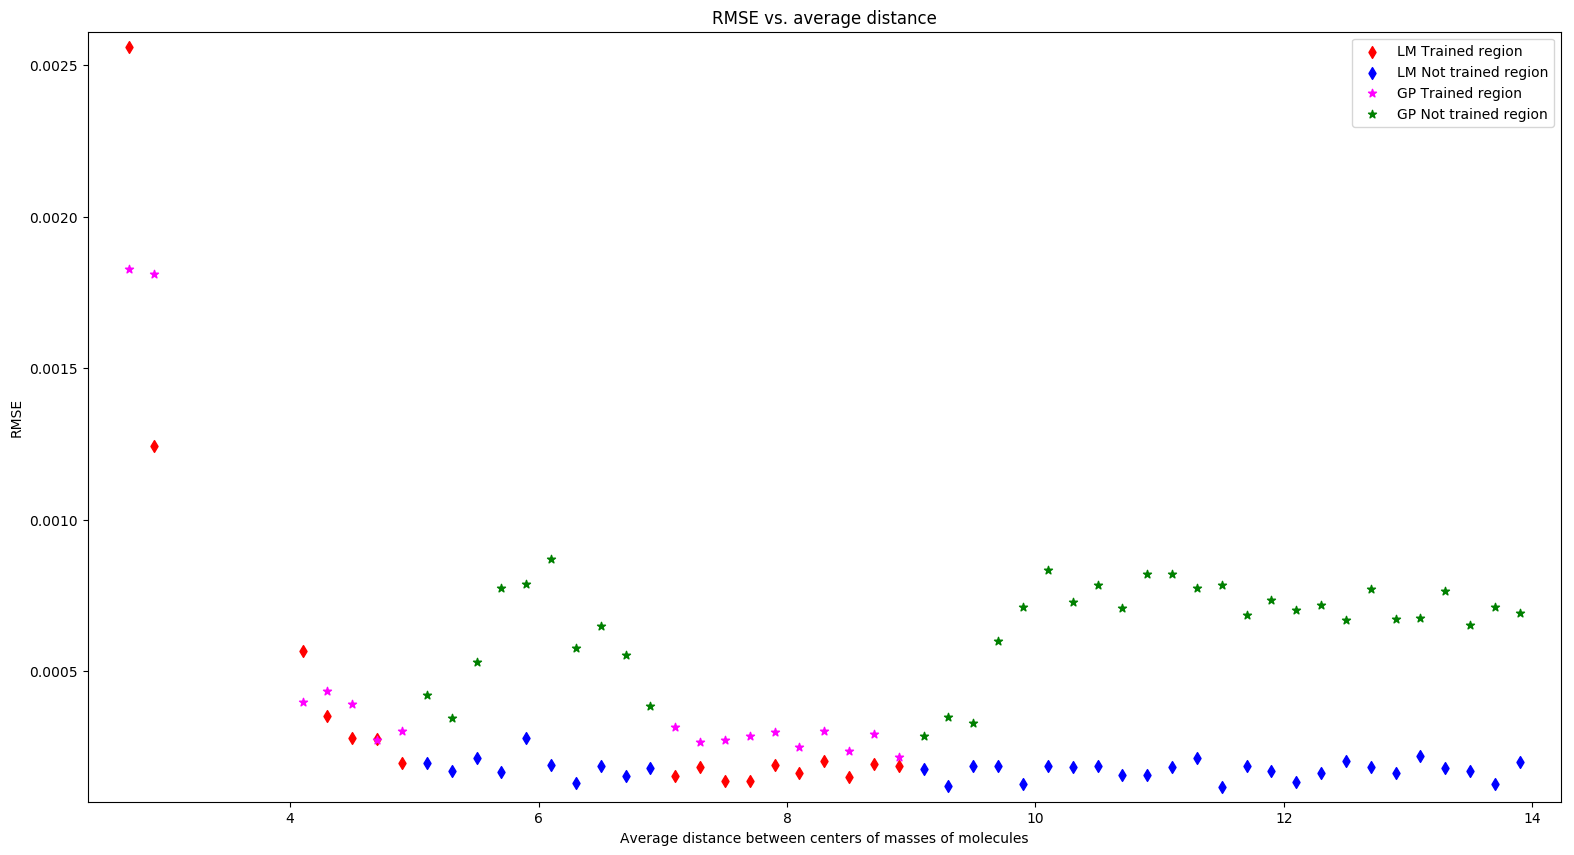 RMSE vs. average distance
LM Trained region
LM Not trained region
GP Trained region
GP Not trained region
RMSE
0.0025
0.0020
0.0015
0.0010
0.0005
4
6
8
10
12
14
Average distance between centers of masses of molecules